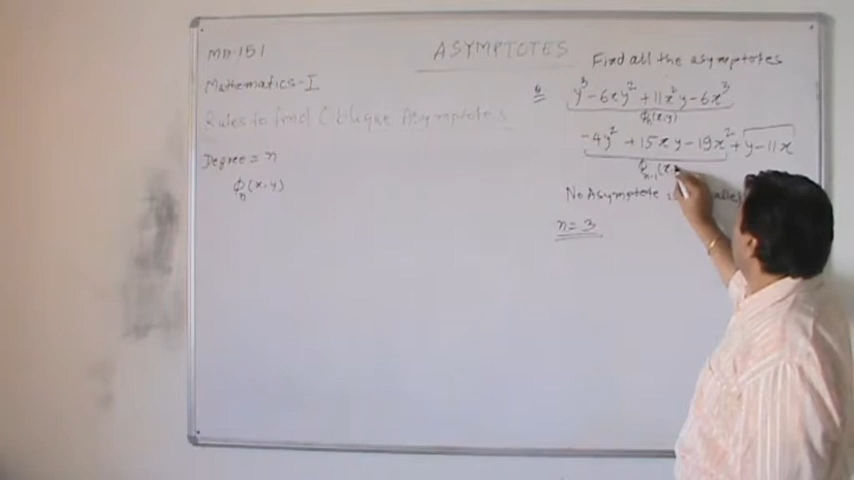 MA-151
ASYMPTOTES
Find all the asymptotes
Mathematics-I
y³-6xy²+11x²y-6x³
Rules to find Oblique Asymptotes
-4y²+15xy-19x²+y-11x
Degree = n
ϕₙ(x,y)
No Asymptote
n=3